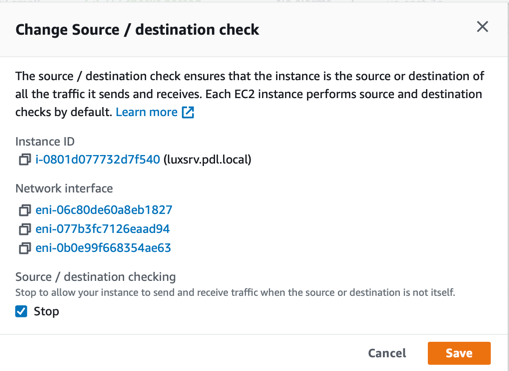 Change Source / destination check
The source / destination check ensures that the instance is the source or destination of
all the traffic it sends and receives. Each EC2 instance performs source and destination
checks by default. Learn more
Instance ID
i-0801d077732d7f540 (luxsrv.pdl.local)
Network interface
eni-06c80de60a8eb1827
eni-077b3fc7126eaad94
eni-0b0e99f668354ae63
Source / destination checking
Stop to allow your instance to send and receive traffic when the source or destination is not itself.
Stop
Cancel Save